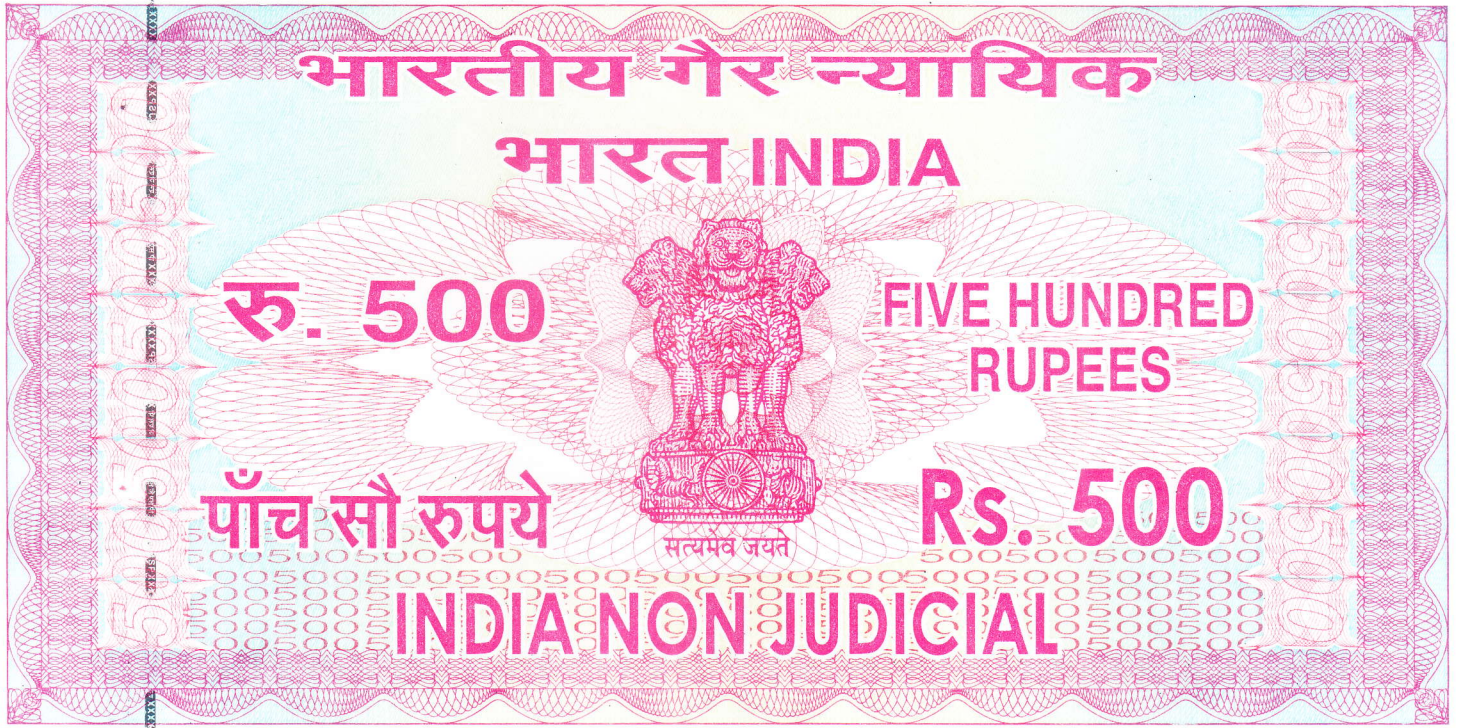 भारतीय गैर न्यायिक
भारत INDIA
रु. 500
FIVE HUNDRED
RUPEES
पाँच सौ रुपये
Rs. 500
सत्यमेव जयते
INDIA NON JUDICIAL